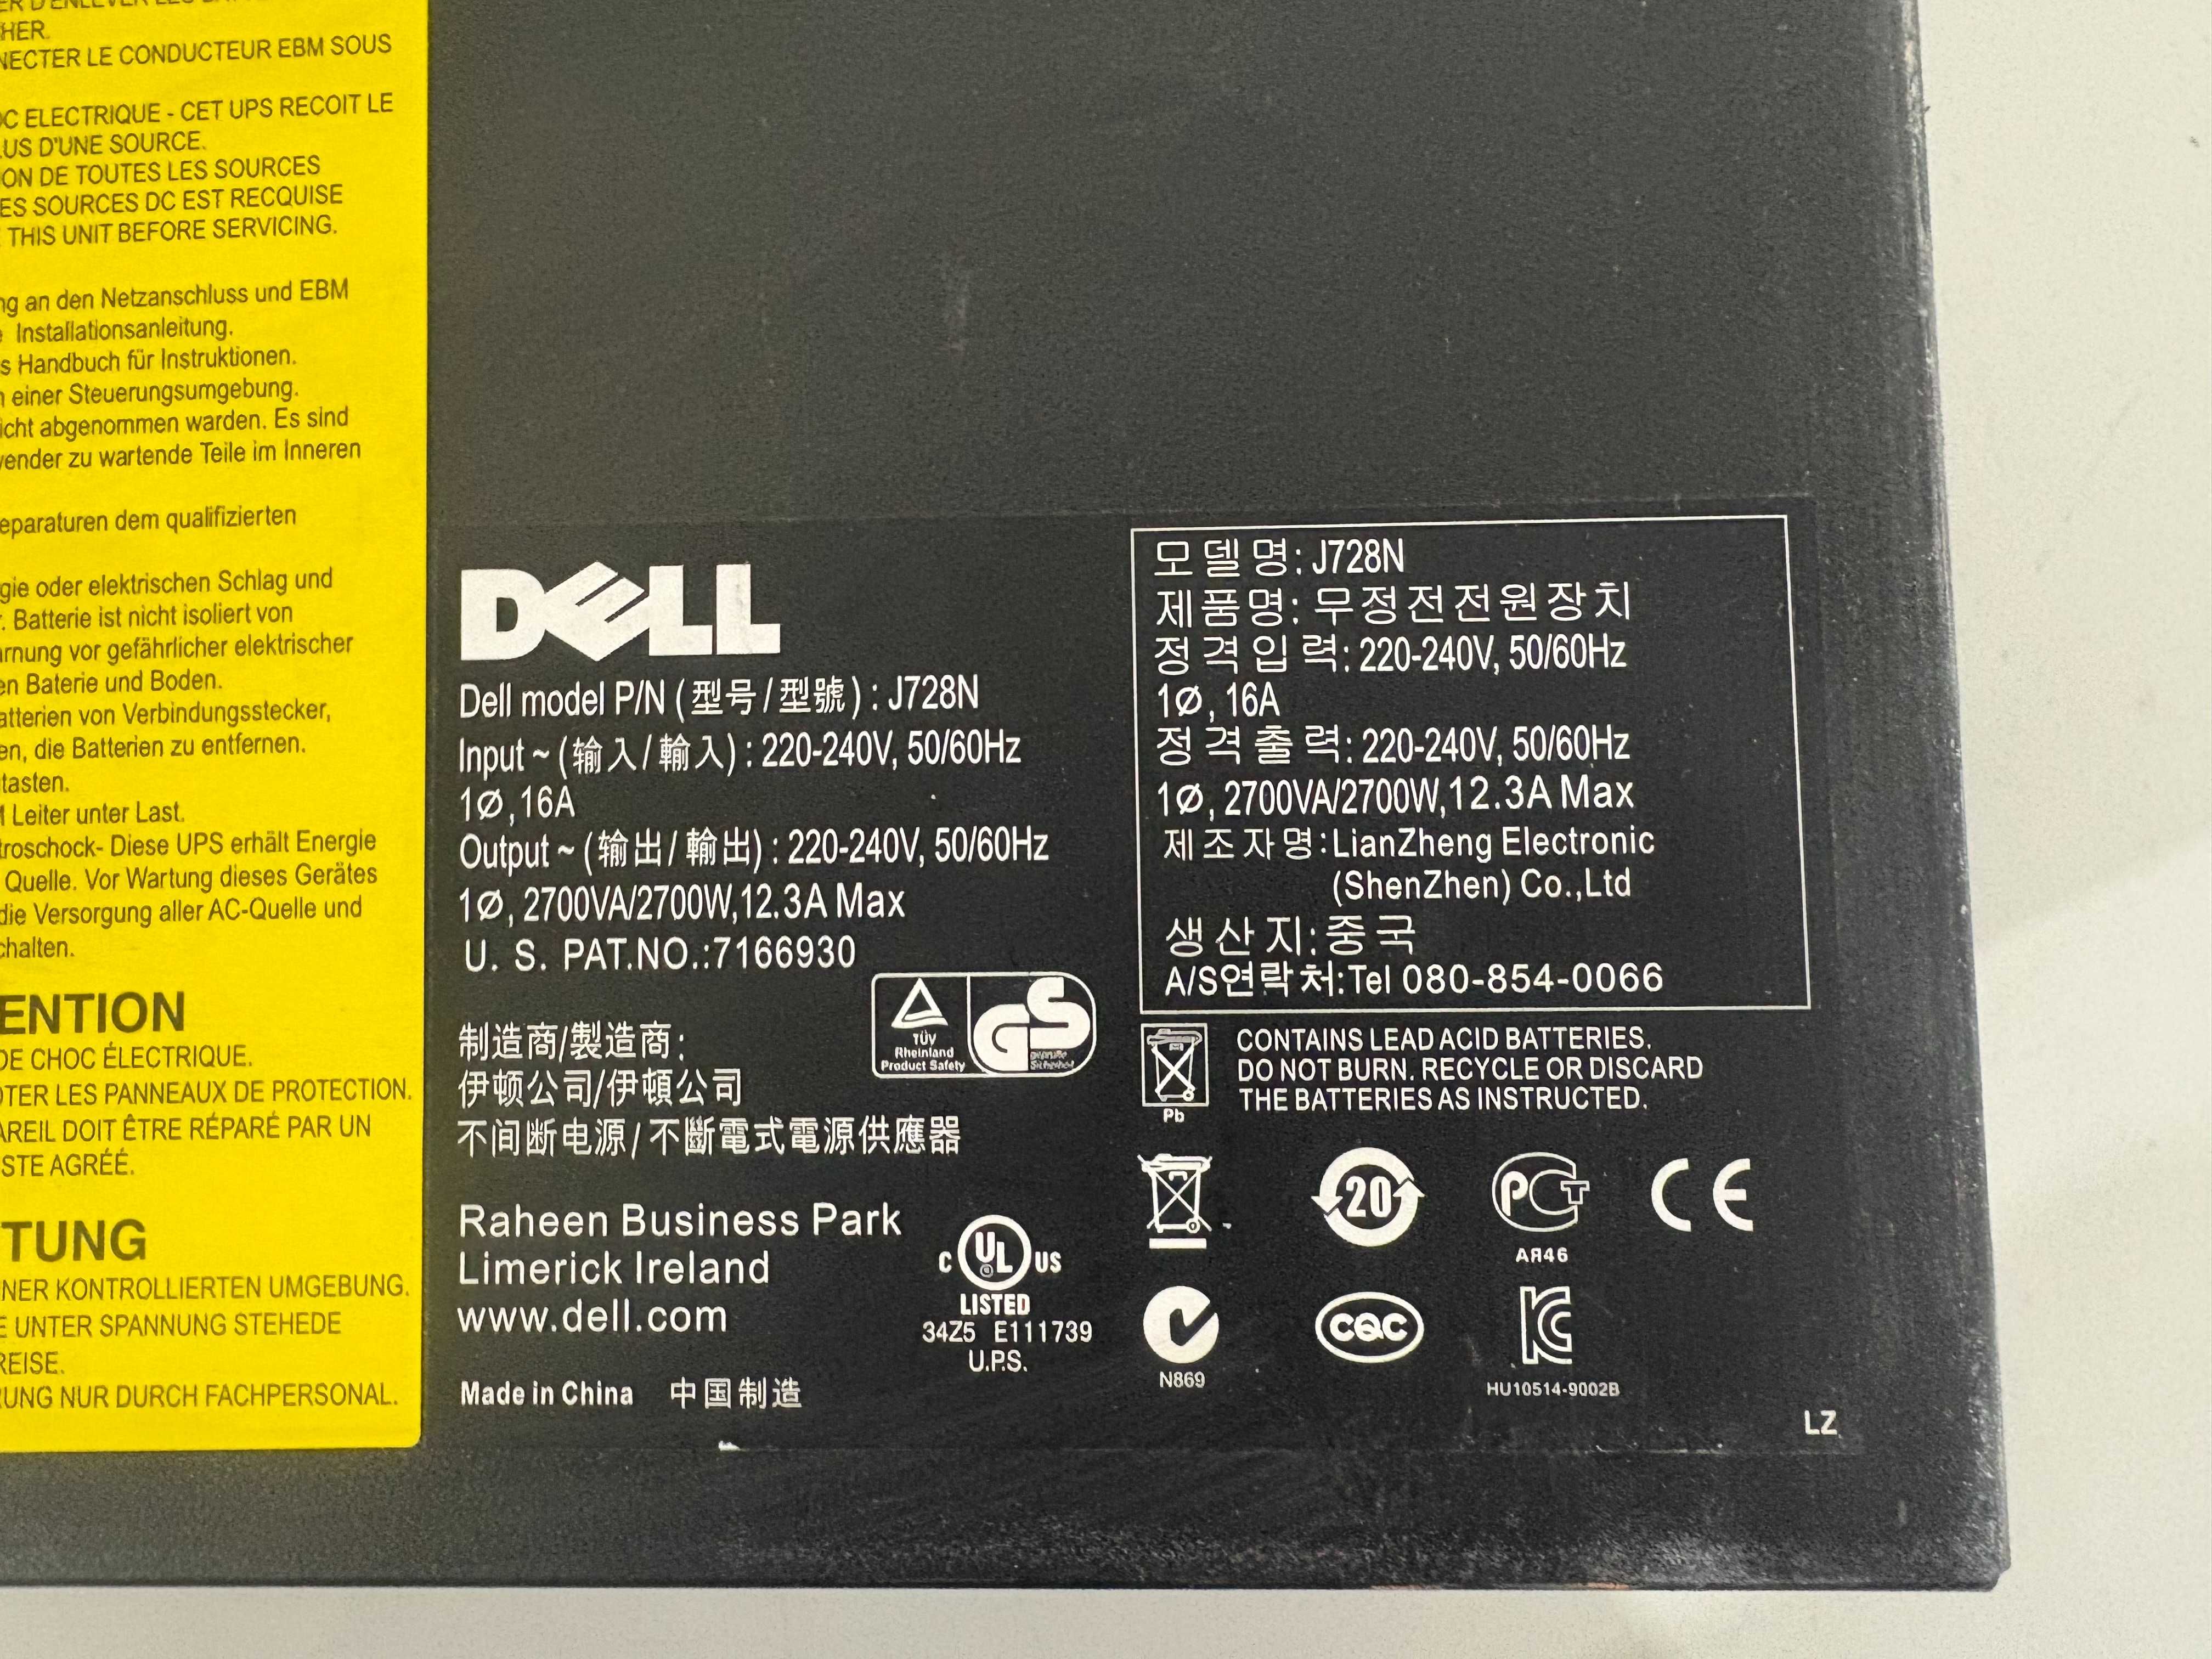 HER.
NECTER LE CONDUCTEUR EBM SOUS
OC ELECTRIQUE - CET UPS RECOIT LE
LUS D'UNE SOURCE.
ON DE TOUTES LES SOURCES
ES SOURCES DC EST RECQUISE
THIS UNIT BEFORE SERVICING.
ng an den Netzanschluss und EBM
e Installationsanleitung.
s Handbuch für Instruktionen.
n einer Steuerungsumgebung.
icht abgenommen warden. Es sind
vender zu wartende Teile im Inneren
eparaturen dem qualifizierten
gie oder elektrischen Schlag und
r. Batterie ist nicht isoliert von
arnung vor gefährlicher elektrischer
en Baterie und Boden.
atterien von Verbindungsstecker,
en, die Batterien zu entfernen.
tasten.
M Leiter unter Last.
troschock- Diese UPS erhält Energie
Quelle. Vor Wartung dieses Gerätes
die Versorgung aller AC-Quelle und
chalten.
ENTION
DE CHOC ÉLECTRIQUE.
OTER LES PANNEAUX DE PROTECTION.
AREIL DOIT ÊTRE RÉPARÉ PAR UN
STE AGRÉÉ.
TUNG
NER KONTROLLIERTEN UMGEBUNG.
E UNTER SPANNUNG STEHEDE
REISE.
RUNG NUR DURCH FACHPERSONAL.
DELL
Dell model P/N (型号/型號) : J728N
Input ~ (输入/輸入) : 220-240V, 50/60Hz
1Ø,16A
Output ~ (输出/輸出) : 220-240V, 50/60Hz
1Ø, 2700VA/2700W,12.3A Max
U. S. PAT.NO.:7166930
TÜV
Rheinland
Product Safety
GS
geprüfte
Sicherheit
制造商/製造商:
伊顿公司/伊頓公司
不间断电源/不斷電式電源供應器
Raheen Business Park
Limerick Ireland
www.dell.com
C UL US
LISTED
34Z5 E111739
U.P.S.
Made in China 中国制造
모델명: J728N
제품명: 무정전전원장치
정격입력: 220-240V, 50/60Hz
1Ø, 16A
정격출력: 220-240V, 50/60Hz
1Ø, 2700VA/2700W,12.3A Max
제조자명:LianZheng Electronic
(ShenZhen) Co.,Ltd
생산지:중국
A/S연락처:Tel 080-854-0066
Pb
CONTAINS LEAD ACID BATTERIES.
DO NOT BURN. RECYCLE OR DISCARD
THE BATTERIES AS INSTRUCTED.
20
РСТ
АЯ46
CE
N869
CQC
KC
HU10514-9002B
LZ